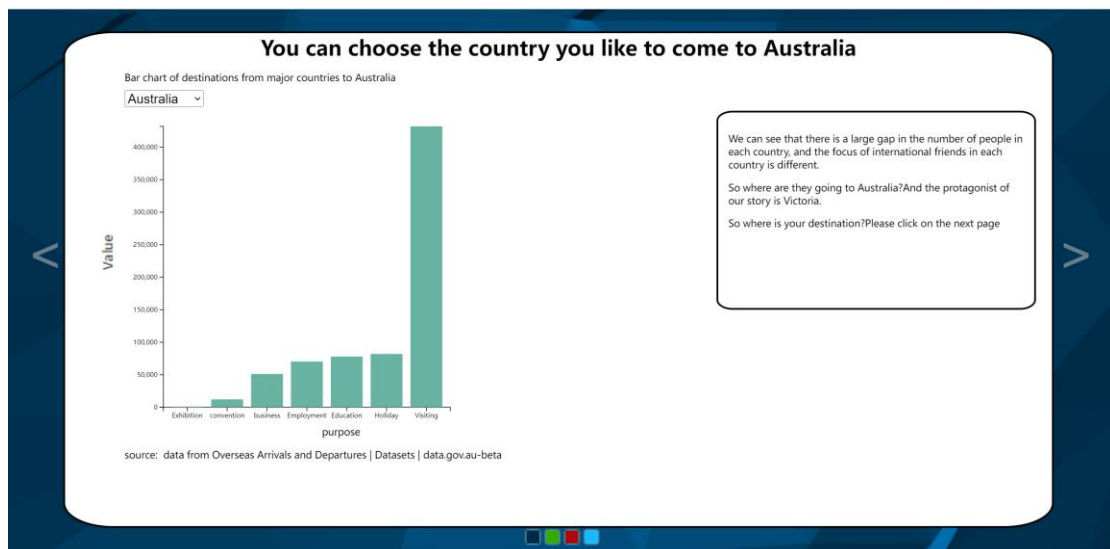 You can choose the country you like to come to Australia
Bar chart of destinations from major countries to Australia
Australia
We can see that there is a large gap in the number of people in
each country, and the focus of international friends in each
country is different.
So where are they going to Australia?And the protagonist of
our story is Victoria.
So where is your destination?Please click on the next page
400,000
350,000
300,000
250,000
200,000
150,000
100,000
50,000
0
Value
Exhibition convention business Employment Education Holiday Visiting
purpose
source: data from Overseas Arrivals and Departures | Datasets | data.gov.au-beta
< >